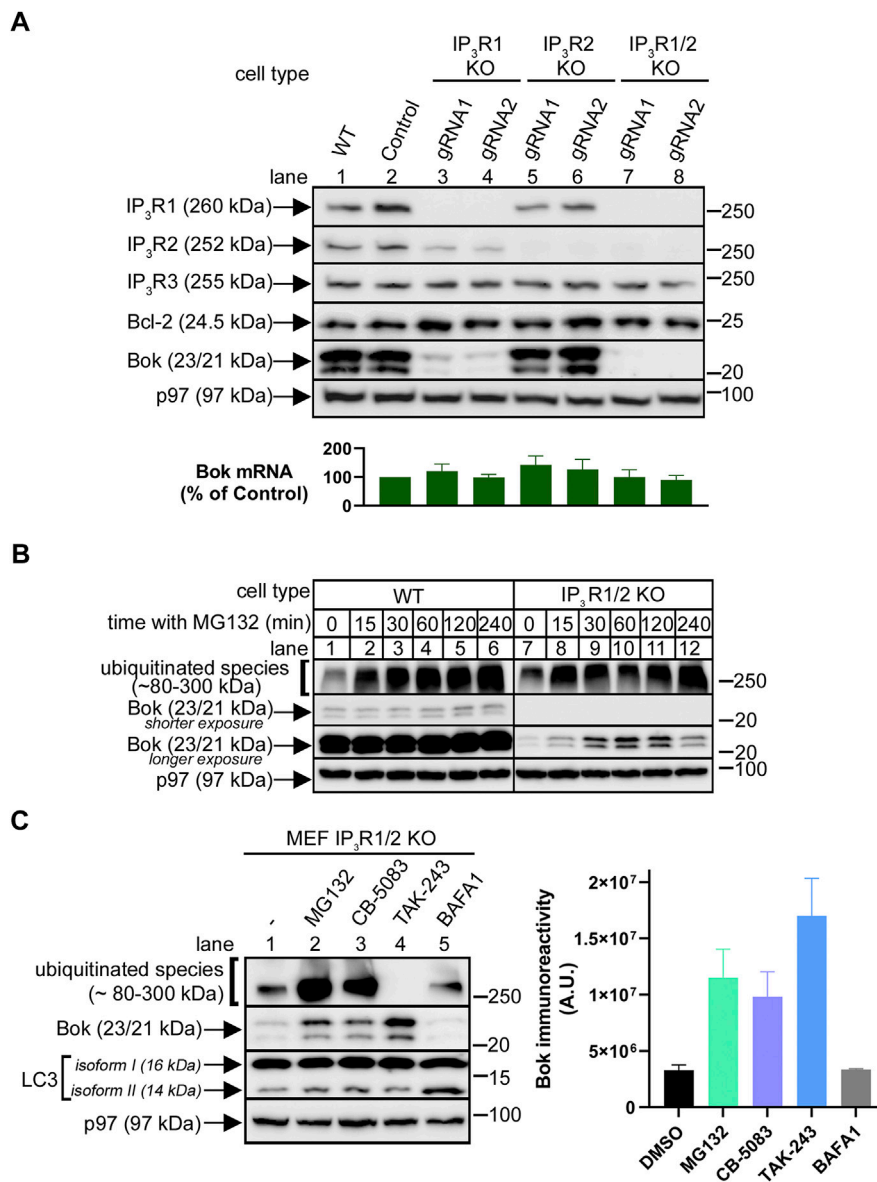 A
cell type
IP3R1 KO
IP3R2 KO
IP3R1/2 KO
WT
Control
gRNA1
gRNA2
gRNA1
gRNA2
gRNA1
gRNA2
lane 1 2 3 4 5 6 7 8
IP3R1 (260 kDa) 250
IP3R2 (252 kDa) 250
IP3R3 (255 kDa) 250
Bcl-2 (24.5 kDa) 25
Bok (23/21 kDa) 20
p97 (97 kDa) 100
200
100
0
Bok mRNA
(% of Control)
B
cell type WT IP3R1/2 KO
time with MG132 (min) 0 15 30 60 120 240 0 15 30 60 120 240
lane 1 2 3 4 5 6 7 8 9 10 11 12
ubiquitinated species
(~80-300 kDa) 250
Bok (23/21 kDa)
shorter exposure 20
Bok (23/21 kDa) 20
longer exposure
p97 (97 kDa) 100
C
MEF IP3R1/2 KO
-
MG132
CB-5083
TAK-243
BAFA1
lane 1 2 3 4 5
ubiquitinated species
(~ 80-300 kDa) 250
Bok (23/21 kDa) 20
LC3
isoform I (16 kDa) 15
isoform II (14 kDa)
p97 (97 kDa) 100
Bok immunoreactivity
(A.U.)
2×10⁷
1.5×10⁷
1×10⁷
5×10⁶
0
DMSO
MG132
CB-5083
TAK-243
BAFA1